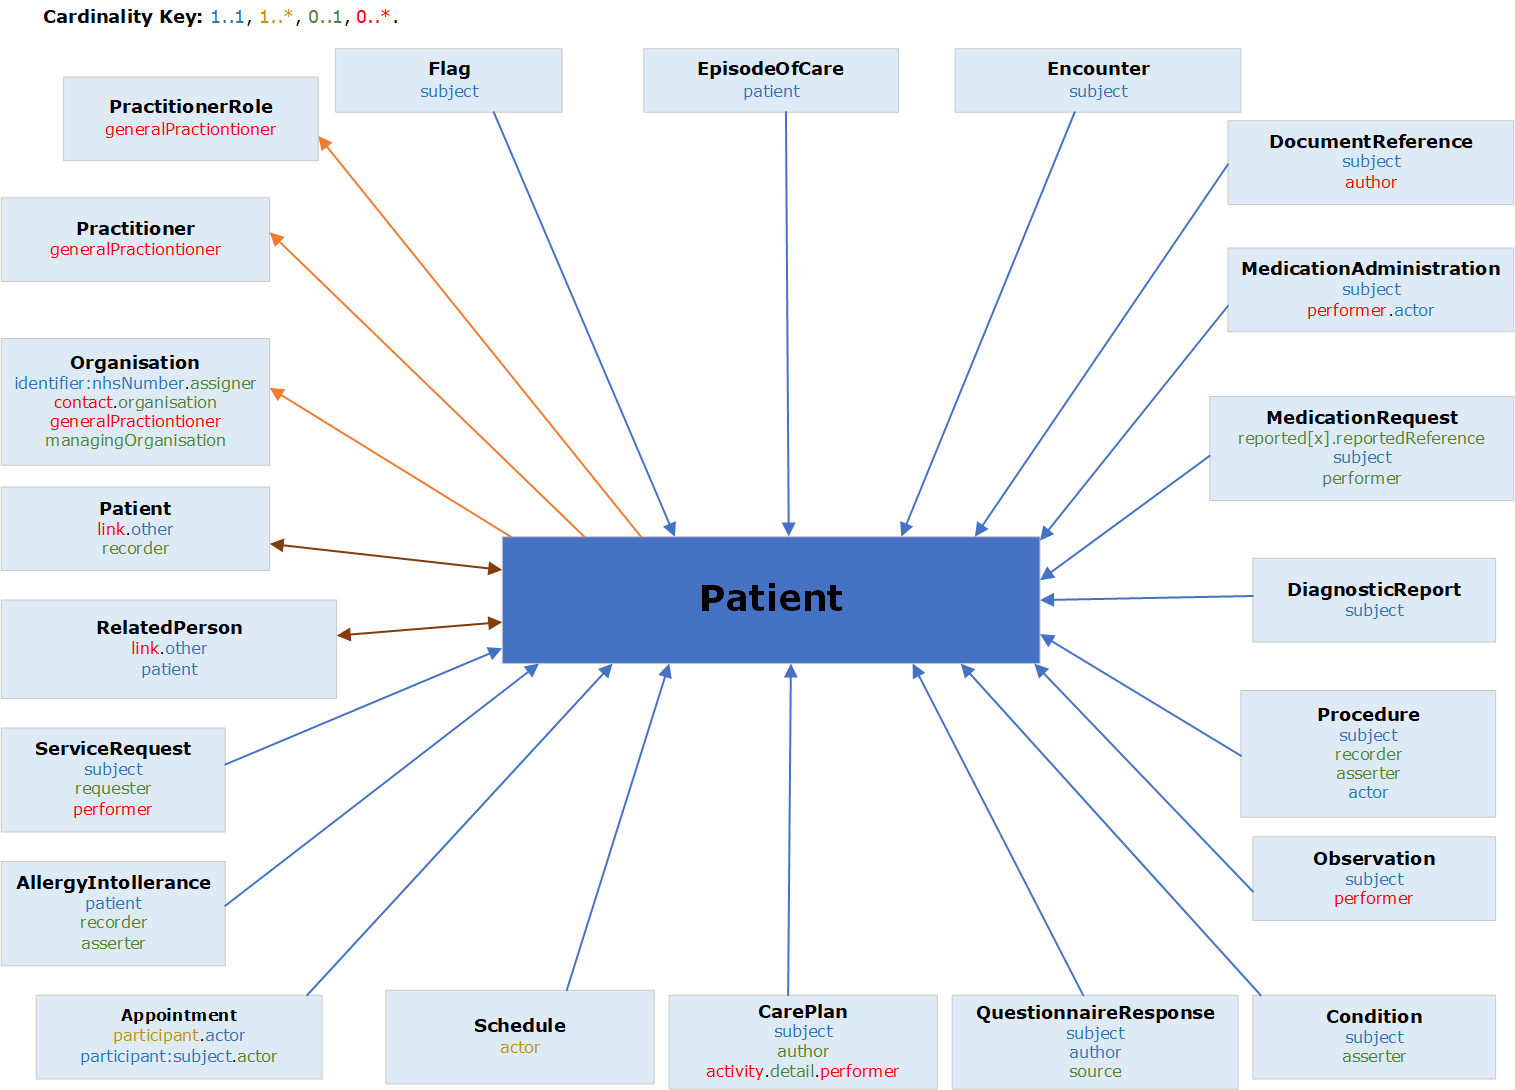 Cardinality Key: 1..1, 1..*, 0..1, 0..*.
Flag
subject
EpisodeOfCare
patient
Encounter
subject
PractitionerRole
generalPractiontioner
DocumentReference
subject
author
Practitioner
generalPractiontioner
MedicationAdministration
subject
performer.actor
Organisation
identifier:nhsNumber.assigner
contact.organisation
generalPractiontioner
managingOrganisation
MedicationRequest
reported[x].reportedReference
subject
performer
Patient
link.other
recorder
Patient
DiagnosticReport
subject
RelatedPerson
link.other
patient
Procedure
subject
recorder
asserter
actor
ServiceRequest
subject
requester
performer
Observation
subject
performer
AllergyIntollerance
patient
recorder
asserter
Appointment
participant.actor
participant:subject.actor
Schedule
actor
CarePlan
subject
author
activity.detail.performer
QuestionnaireResponse
subject
author
source
Condition
subject
asserter